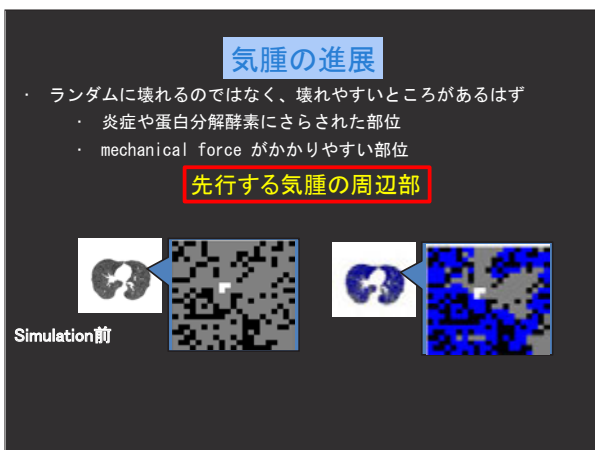 気腫の進展
· ランダムに壊れるのではなく、壊れやすいところがあるはず
· 炎症や蛋白分解酵素にさらされた部位
· mechanical force がかかりやすい部位
先行する気腫の周辺部
Simulation前